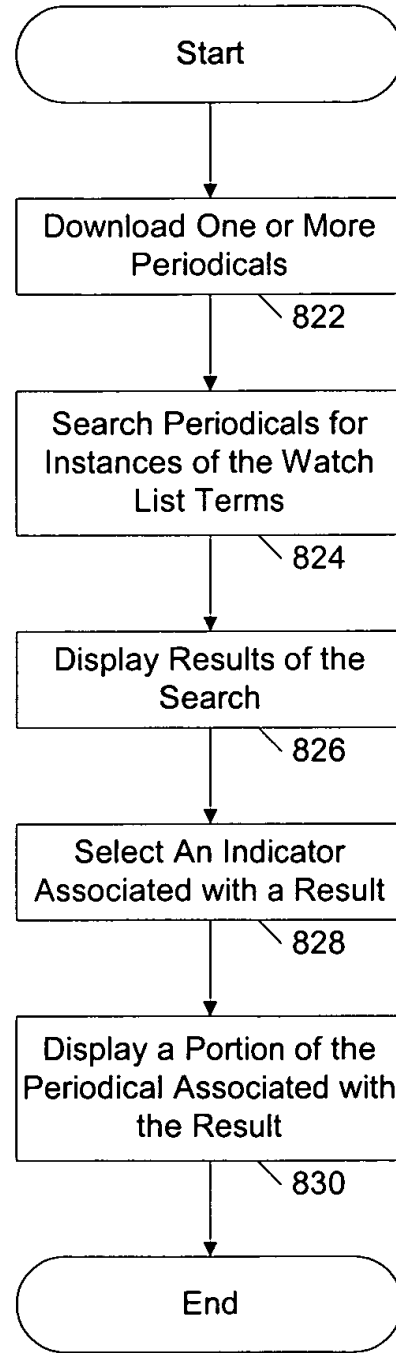 Start
Download One or More
Periodicals
822
Search Periodicals for
Instances of the Watch
List Terms
824
Display Results of the
Search
826
Select An Indicator
Associated with a Result
828
Display a Portion of the
Periodical Associated with
the Result
830
End